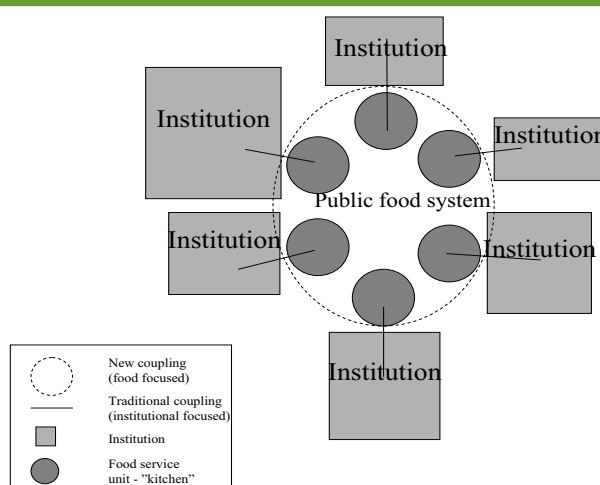 Institution
Institution
Institution
Public food system
Institution
Institution
Institution
New coupling
(food focused)
Traditional coupling
(institutional focused)
Institution
Food service
unit - ”kitchen”